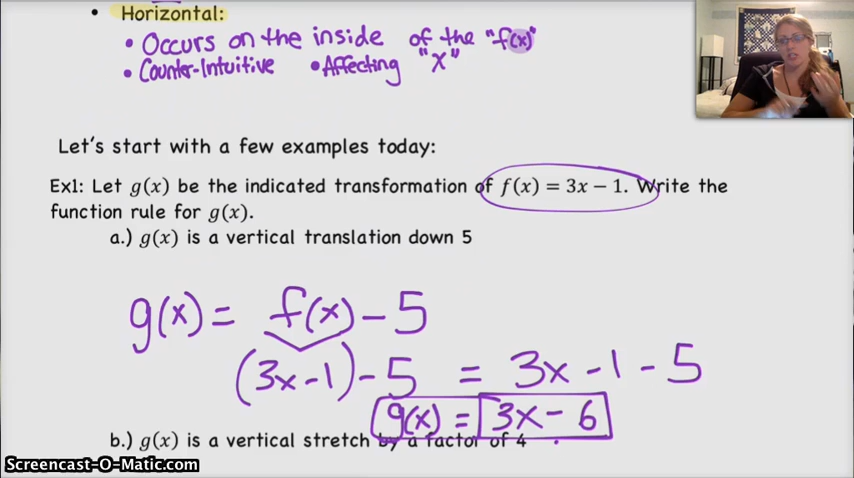 • Horizontal:
• Occurs on the inside of the "f(x)"
• Counter-Intuitive • Affecting "x"
Let's start with a few examples today:
Ex1: Let g(x) be the indicated transformation of f(x) = 3x − 1. Write the
function rule for g(x).
a.) g(x) is a vertical translation down 5
g(x) = f(x) − 5
(3x − 1) − 5 = 3x − 1 − 5
g(x) = 3x − 6
b.) g(x) is a vertical stretch by a factor of 4
Screencast-O-Matic.com